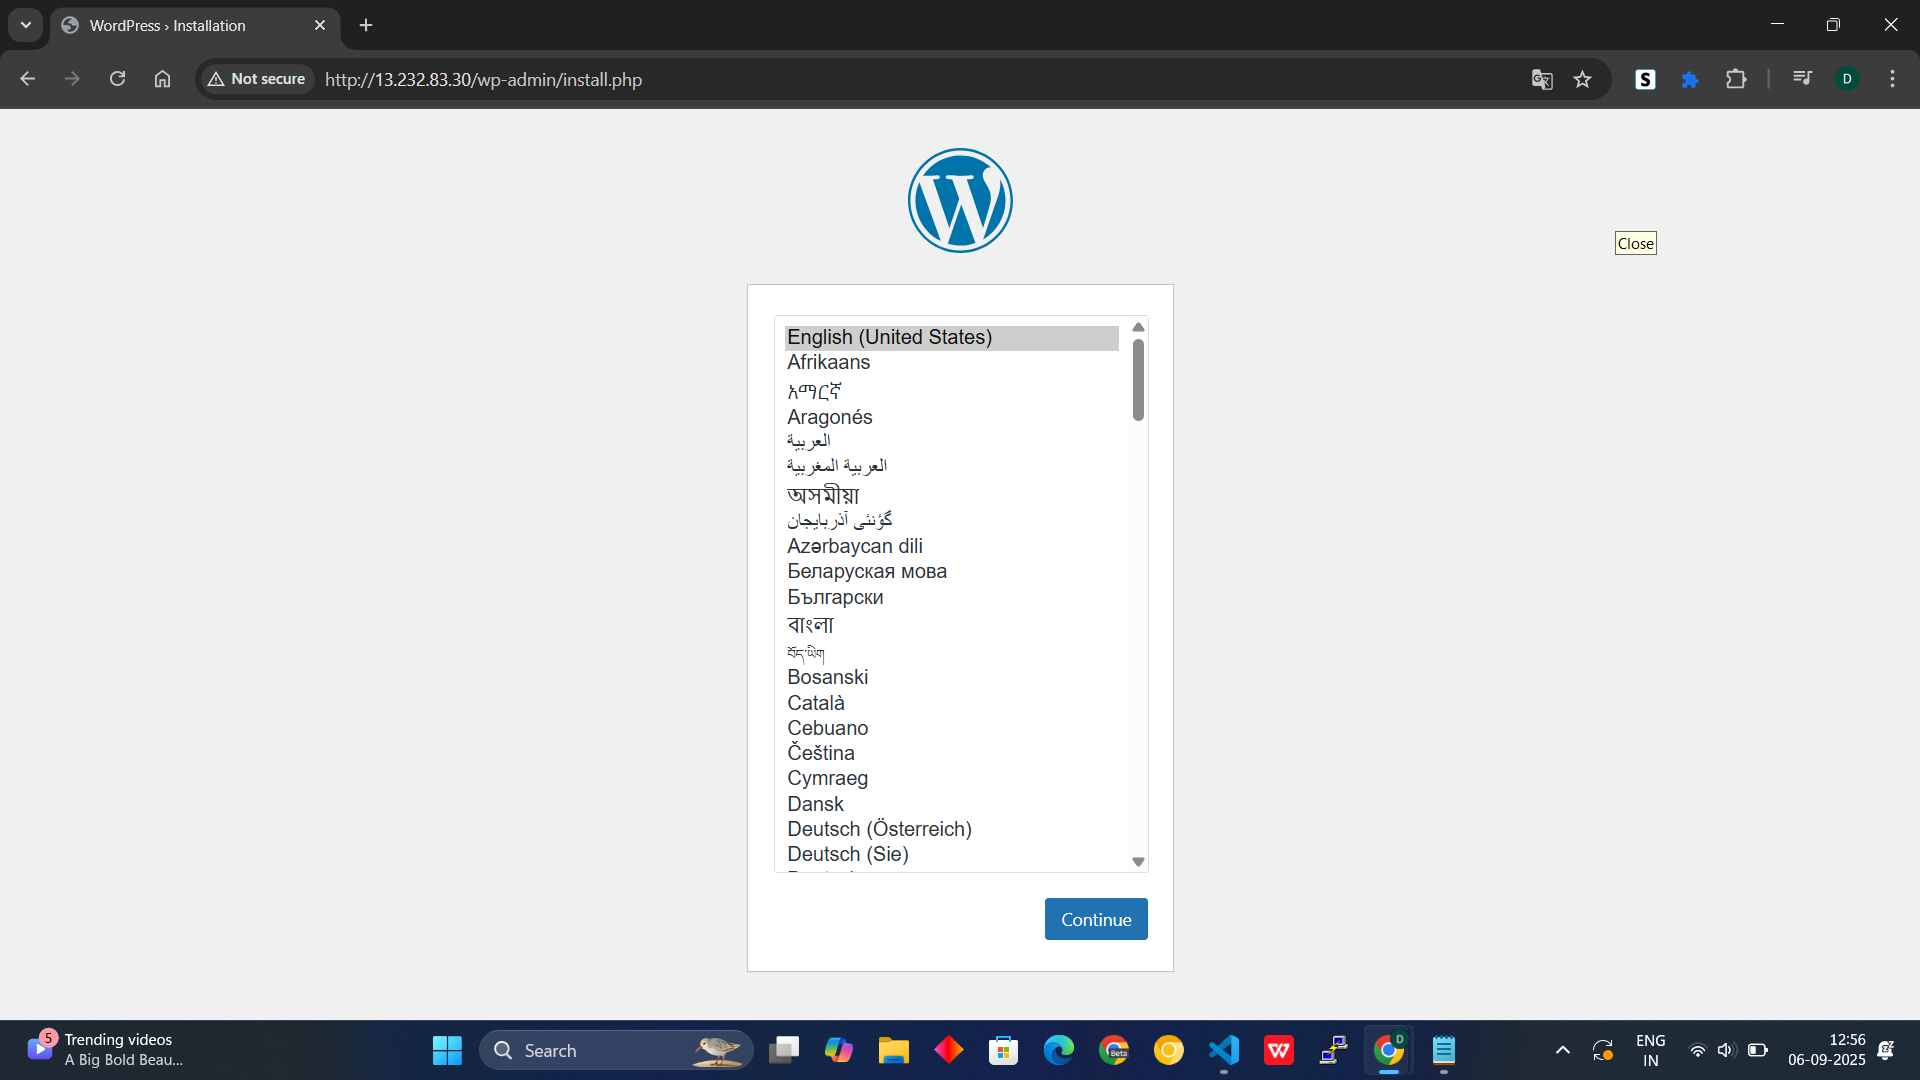 WordPress › Installation
Not secure
http://13.232.83.30/wp-admin/install.php
S
D
W
Close
English (United States)
Afrikaans
አማርኛ
Aragonés
العربية
العربية المغربية
অসমীয়া
گؤنئی آذربایجان
Azərbaycan dili
Беларуская мова
Български
বাংলা
བོད་ཡིག
Bosanski
Català
Cebuano
Čeština
Cymraeg
Dansk
Deutsch (Österreich)
Deutsch (Sie)
Continue
5
Trending videos
A Big Bold Beau...
Search
Beta
W
D
ENG
IN
12:56
06-09-2025